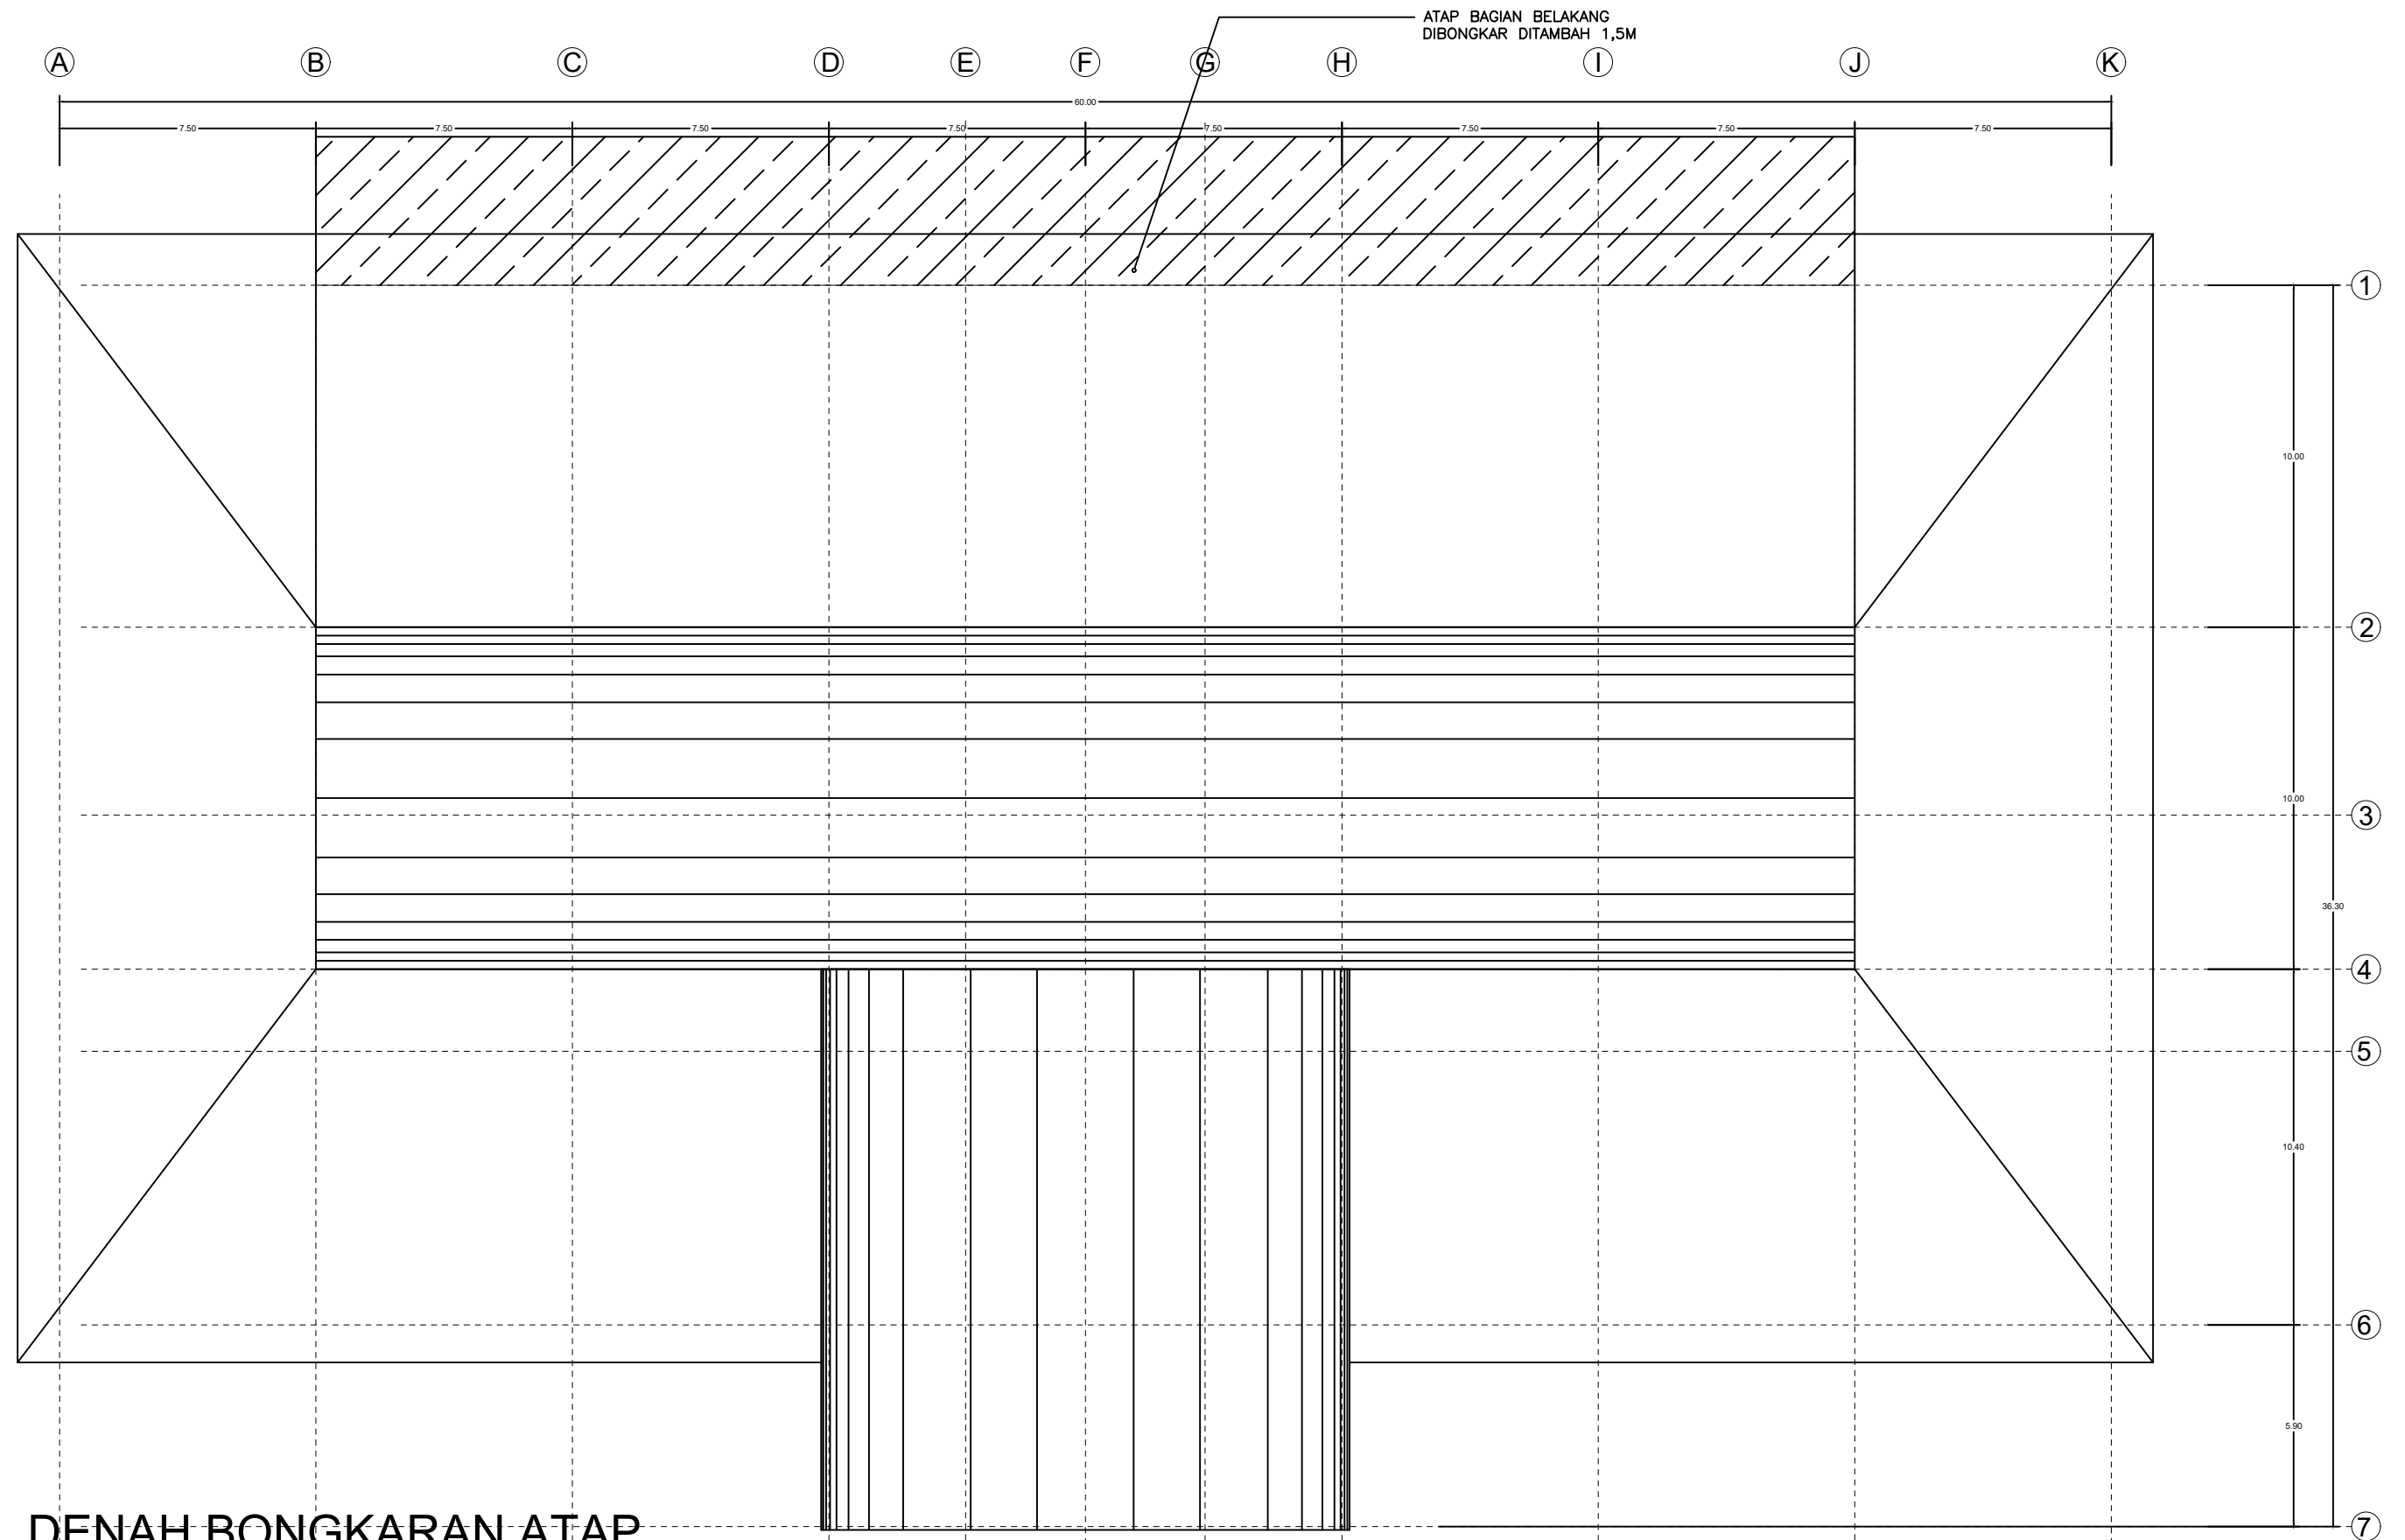 ATAP BAGIAN BELAKANG
DIBONGKAR DITAMBAH 1,5M
A B C D E F G H I J K
60.00
7.50 7.50 7.50 7.50 7.50 7.50 7.50 7.50
1
10.00
2
10.00
3
36.30
4
5
10.40
6
5.90
7
DENAH BONGKARAN ATAP